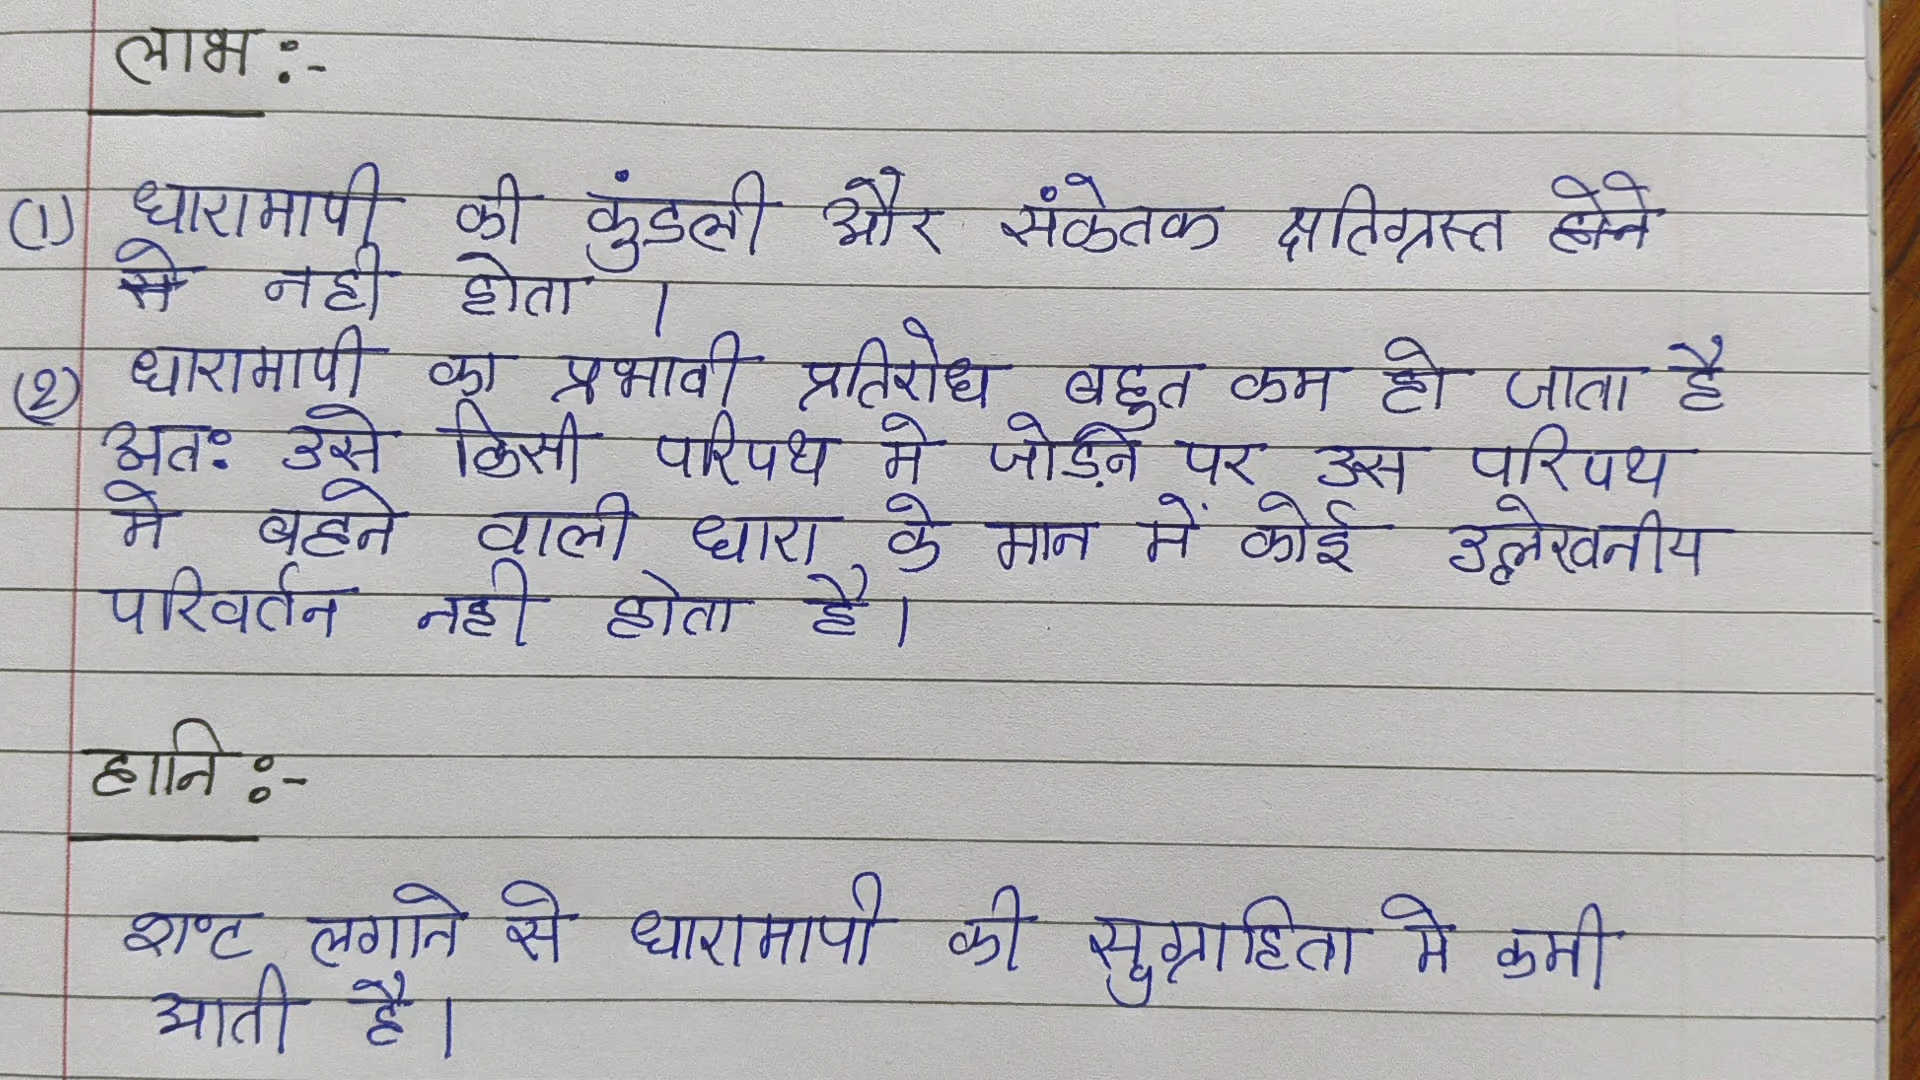 लाभ :-
(1) धारामापी की कुंडली और संकेतक क्षतिग्रस्त होने
से नही होता ।
(2) धारामापी का प्रभावी प्रतिरोध बहुत कम हो जाता है
अतः उसे किसी परिपथ मे जोड़ने पर उस परिपथ
मे बहने वाली धारा के मान में कोई उल्लेखनीय
परिवर्तन नही होता है।
हानि :-
शण्ट लगाने से धारामापी की सुग्राहिता मे कमी
आती है।